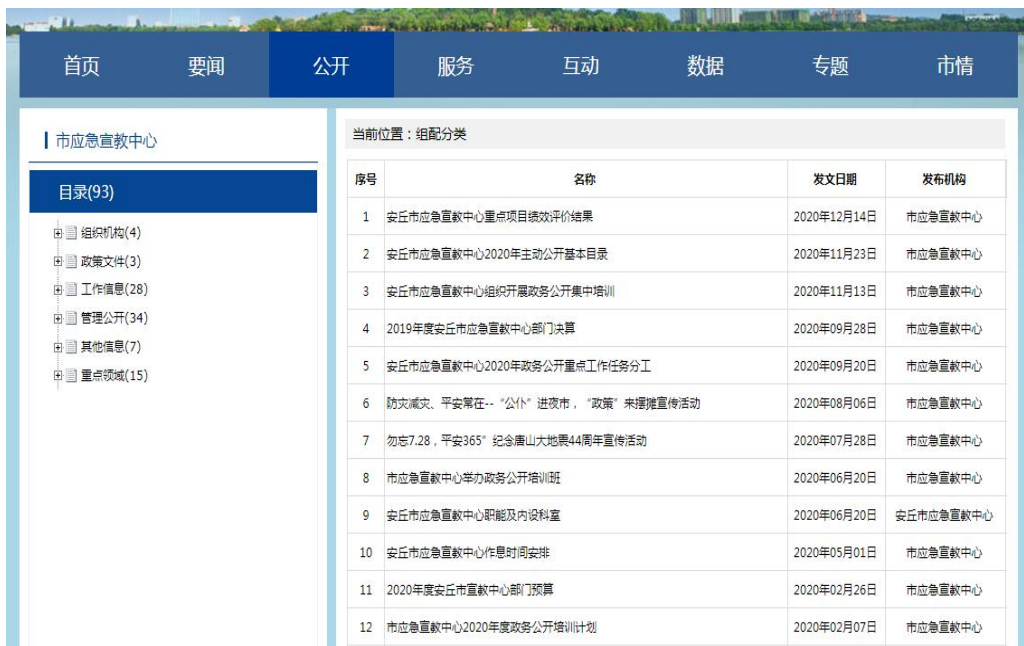 首页 要闻 公开 服务 互动 数据 专题 市情
市应急宣教中心
目录(93)
组织机构(4)
政策文件(3)
工作信息(28)
管理公开(34)
其他信息(7)
重点领域(15)
当前位置：组配分类
序号 名称 发文日期 发布机构
1 安丘市应急宣教中心重点项目绩效评价结果 2020年12月14日 市应急宣教中心
2 安丘市应急宣教中心2020年主动公开基本目录 2020年11月23日 市应急宣教中心
3 安丘市应急宣教中心组织开展政务公开集中培训 2020年11月13日 市应急宣教中心
4 2019年度安丘市应急宣教中心部门决算 2020年09月28日 市应急宣教中心
5 安丘市应急宣教中心2020年政务公开重点工作任务分工 2020年09月20日 市应急宣教中心
6 防灾减灾、平安常在--“公仆”进夜市，“政策”来摆摊宣传活动 2020年08月06日 市应急宣教中心
7 勿忘7.28，平安365”纪念唐山大地震44周年宣传活动 2020年07月28日 市应急宣教中心
8 市应急宣教中心举办政务公开培训班 2020年06月20日 市应急宣教中心
9 安丘市应急宣教中心职能及内设科室 2020年06月20日 安丘市应急宣教中心
10 安丘市应急宣教中心作息时间安排 2020年05月01日 市应急宣教中心
11 2020年度安丘市宣教中心部门预算 2020年02月26日 市应急宣教中心
12 市应急宣教中心2020年度政务公开培训计划 2020年02月07日 市应急宣教中心